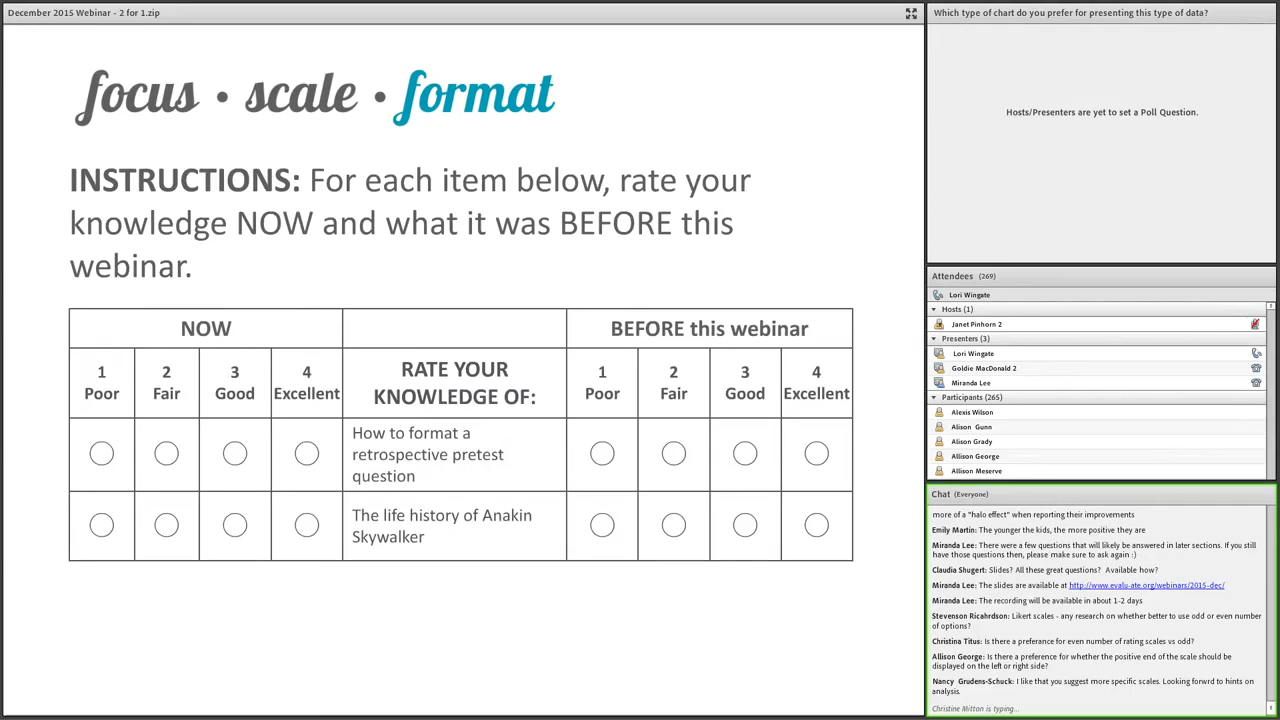 December 2015 Webinar - 2 for 1.zip
focus • scale • format
INSTRUCTIONS: For each item below, rate your
knowledge NOW and what it was BEFORE this
webinar.
NOW
BEFORE this webinar
1
Poor
2
Fair
3
Good
4
Excellent
RATE YOUR
KNOWLEDGE OF:
1
Poor
2
Fair
3
Good
4
Excellent
How to format a
retrospective pretest
question
The life history of Anakin
Skywalker
Which type of chart do you prefer for presenting this type of data?
Hosts/Presenters are yet to set a Poll Question.
Attendees (269)
Lori Wingate
Hosts (1)
Janet Pinhorn 2
Presenters (3)
Lori Wingate
Goldie MacDonald 2
Miranda Lee
Participants (265)
Alexis Wilson
Alison Gunn
Alison Grady
Allison George
Allison Meserve
Chat (Everyone)
more of a "halo effect" when reporting their improvements
Emily Martin: The younger the kids, the more positive they are
Miranda Lee: There were a few questions that will likely be answered in later sections. If you still
have those questions then, please make sure to ask again :)
Claudia Shugert: Slides? All these great questions? Available how?
Miranda Lee: The slides are available at http://www.evalu-ate.org/webinars/2015-dec/
Miranda Lee: The recording will be available in about 1-2 days
Stevenson Ricahrdson: Likert scales - any research on whether better to use odd or even number
of options?
Christina Titus: Is there a preferance for even number of rating scales vs odd?
Allison George: Is there a preference for whether the positive end of the scale should be
displayed on the left or right side?
Nancy Grudens-Schuck: I like that you suggest more specific scales. Looking forwrd to hints on
analysis.
Christine Mitton is typing...